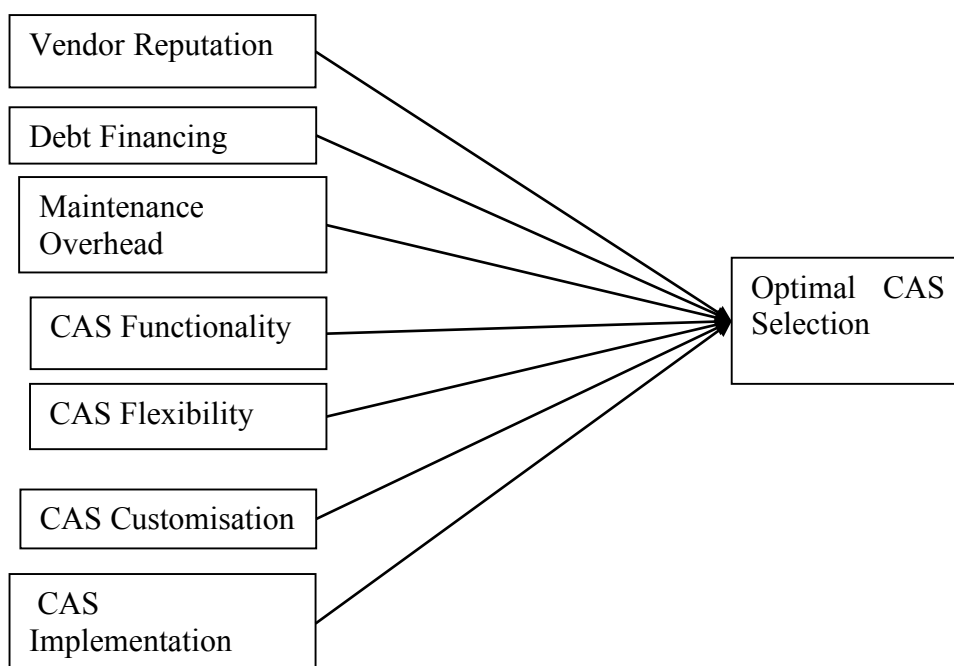 Vendor Reputation
Debt Financing
Maintenance
Overhead
CAS Functionality
CAS Flexibility
CAS Customisation
CAS
Implementation
Optimal CAS
Selection